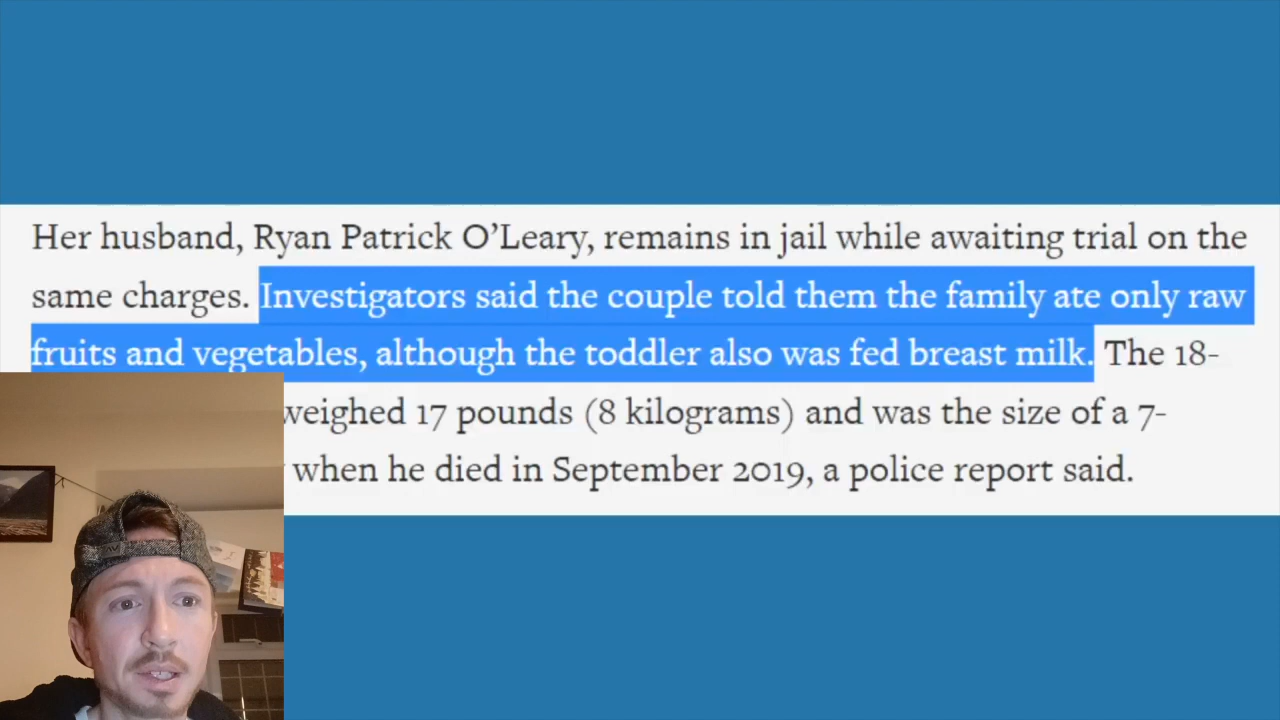 Her husband, Ryan Patrick O’Leary, remains in jail while awaiting trial on the
same charges. Investigators said the couple told them the family ate only raw
fruits and vegetables, although the toddler also was fed breast milk. The 18-
weighed 17 pounds (8 kilograms) and was the size of a 7-
when he died in September 2019, a police report said.